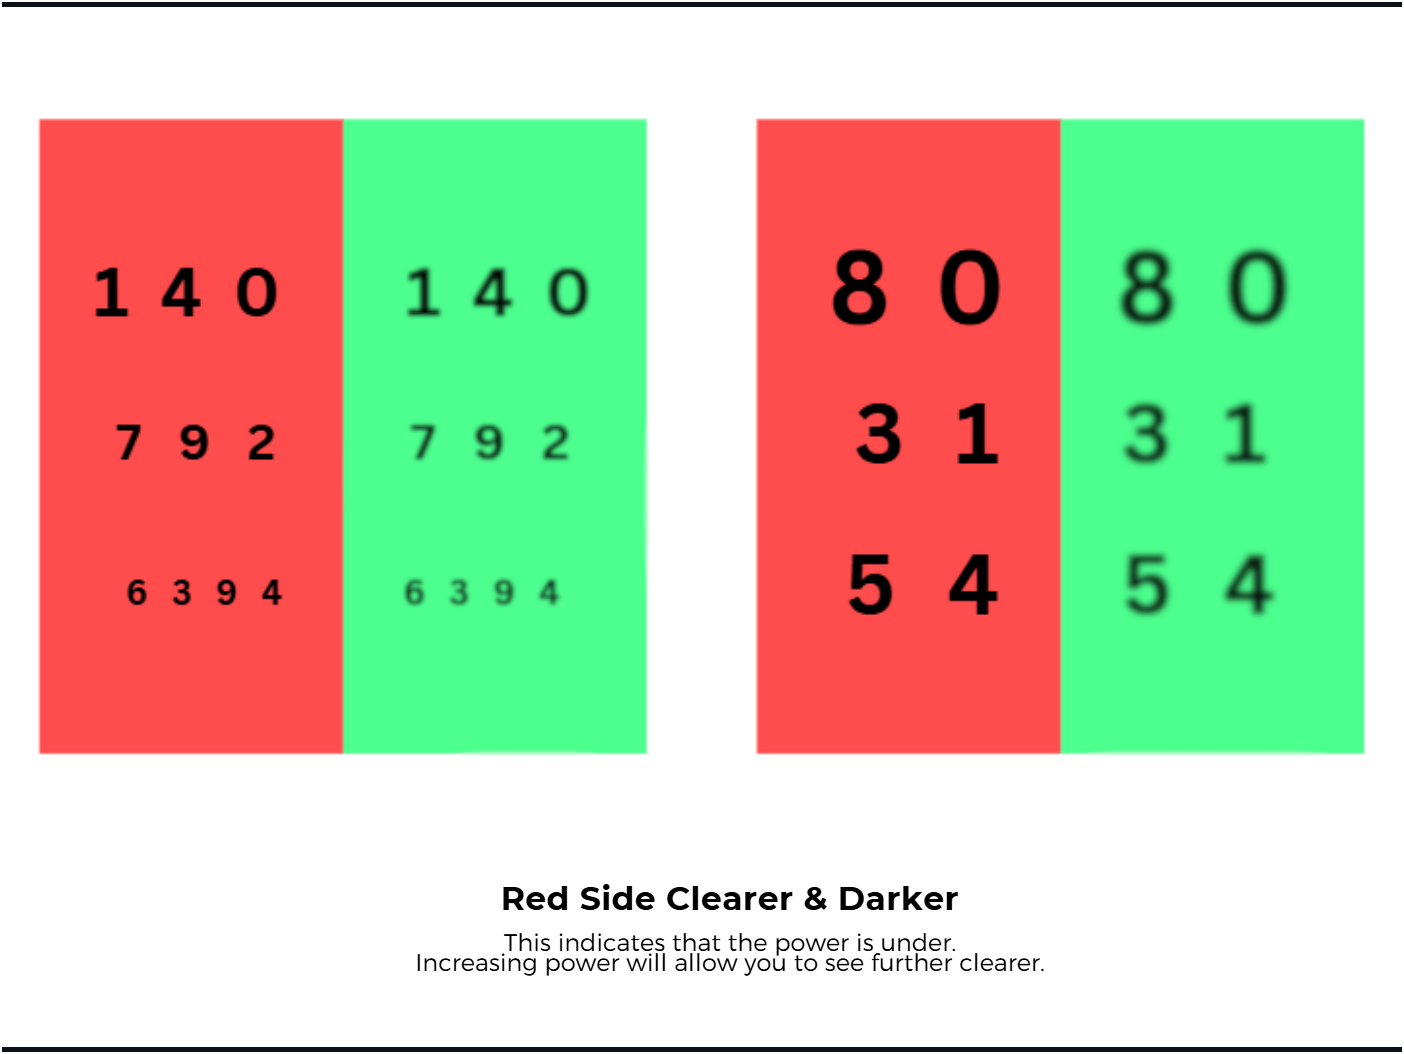 1 4 0 1 4 0
7 9 2 7 9 2
6 3 9 4 6 3 9 4
8 0 8 0
3 1 3 1
5 4 5 4
Red Side Clearer & Darker
This indicates that the power is under.
Increasing power will allow you to see further clearer.